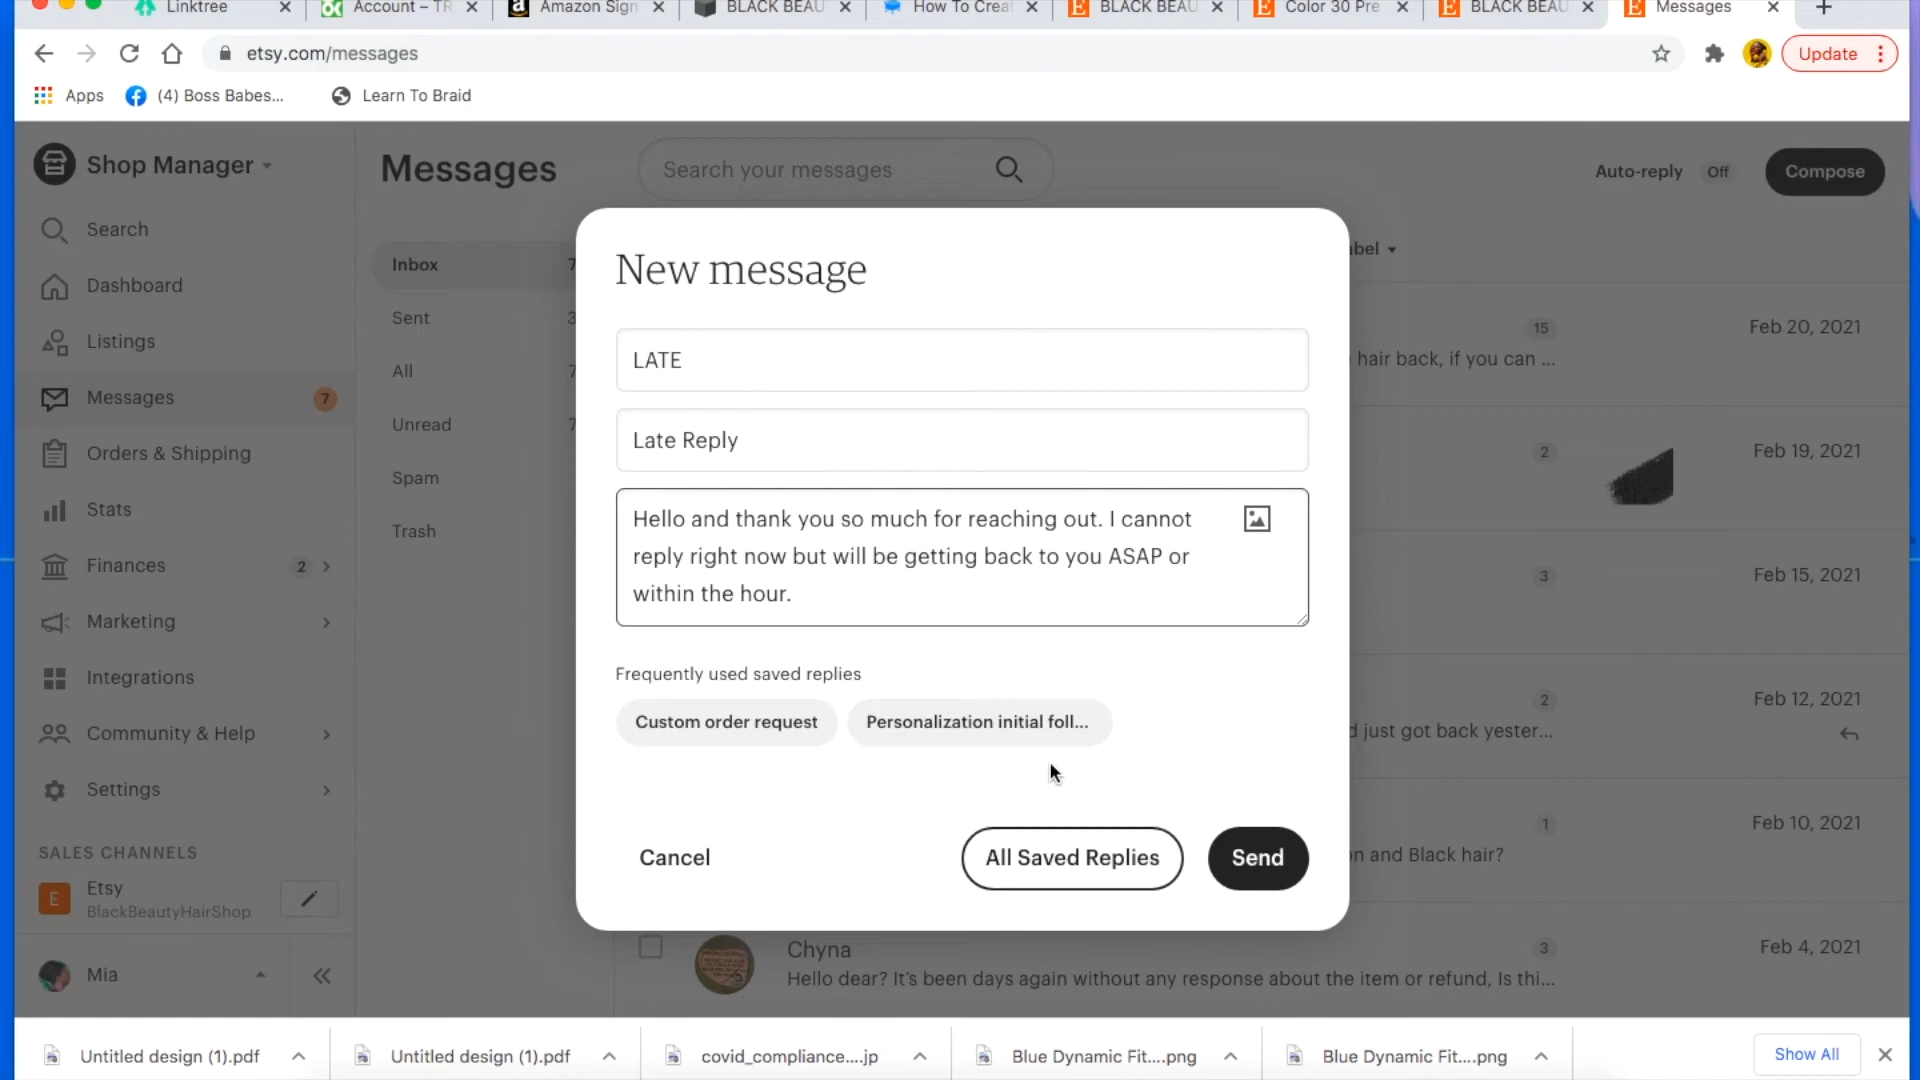 Linktree
Account – TR
Amazon Sign
BLACK BEAU
How To Creat
BLACK BEAU
Color 30 Pre
BLACK BEAU
Messages
etsy.com/messages
Update
Apps
(4) Boss Babes...
Learn To Braid
Shop Manager
Messages
Search your messages
Auto-reply
Off
Compose
Search
Dashboard
Listings
Messages
7
Orders & Shipping
Stats
Finances
2
Marketing
Integrations
Community & Help
Settings
SALES CHANNELS
E
Etsy
BlackBeautyHairShop
Mia
Inbox
7
Sent
3
All
7
Unread
7
Spam
Trash
New message
LATE
Late Reply
Hello and thank you so much for reaching out. I cannot
reply right now but will be getting back to you ASAP or
within the hour.
Frequently used saved replies
Custom order request
Personalization initial foll...
Cancel
All Saved Replies
Send
abel
15
Feb 20, 2021
hair back, if you can ...
2
Feb 19, 2021
3
Feb 15, 2021
2
Feb 12, 2021
d just got back yester...
1
Feb 10, 2021
on and Black hair?
Chyna
3
Feb 4, 2021
Hello dear? It's been days again without any response about the item or refund, Is thi...
Untitled design (1).pdf
Untitled design (1).pdf
covid_compliance....jp
Blue Dynamic Fit....png
Blue Dynamic Fit....png
Show All